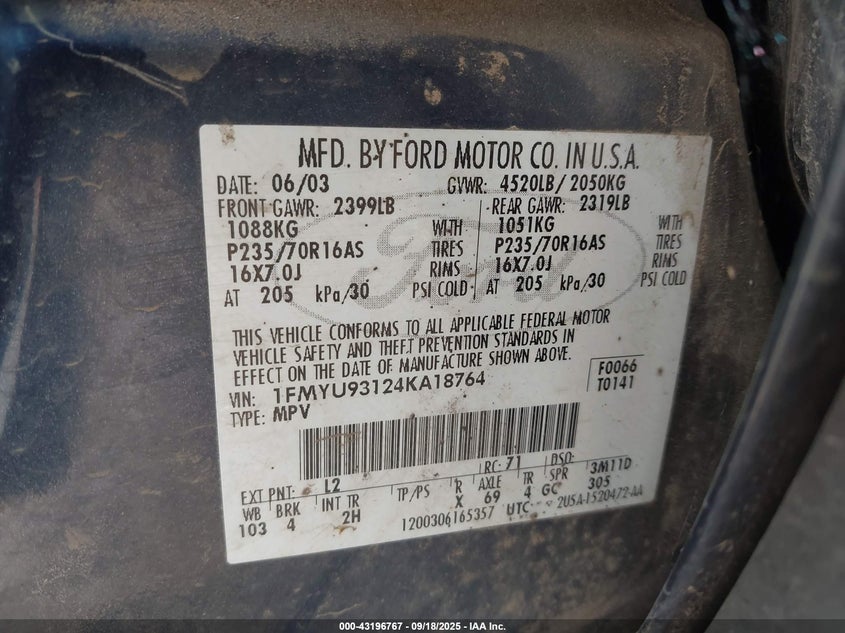 MFD. BY FORD MOTOR CO. IN U.S.A.
DATE: 06/03 GVWR: 4520LB/2050KG
FRONT GAWR: 2399LB REAR GAWR: 2319LB
1088KG WITH 1051KG WITH
P235/70R16AS TIRES P235/70R16AS TIRES
16X7.0J RIMS 16X7.0J RIMS
AT 205 kPa/30 PSI COLD AT 205 kPa/30 PSI COLD
Ford
THIS VEHICLE CONFORMS TO ALL APPLICABLE FEDERAL MOTOR
VEHICLE SAFETY AND THEFT PREVENTION STANDARDS IN
EFFECT ON THE DATE OF MANUFACTURE SHOWN ABOVE.
VIN: 1FMYU93124KA18764 F0066
TYPE: MPV T0141
EXT PNT: L2 RC: 71 DSO:
WB BRK INT TR TP/PS R AXLE TR SPR 3M11D
103 4 2H X 69 4 GC 305
1200306165357 UTC 2USA-1520472-AA
000-43196767 - 09/18/2025 - IAA Inc.